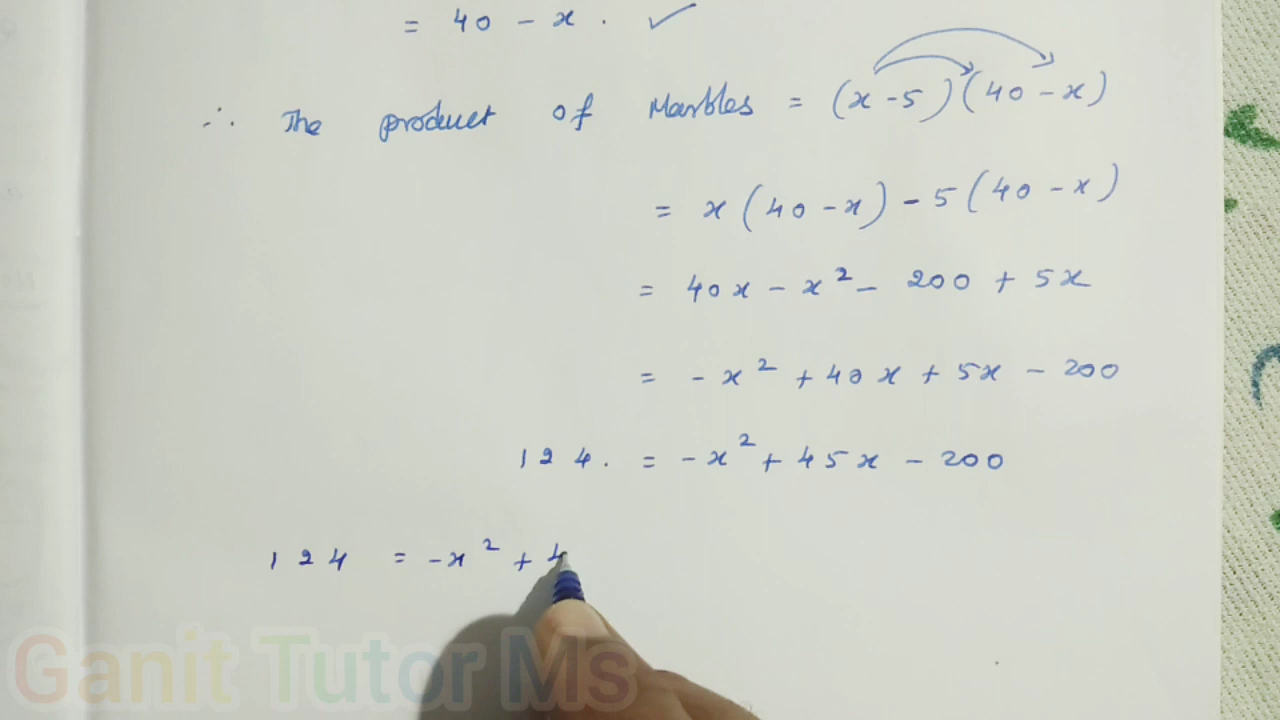 = 40 - x . ✓
∴ The product of Marbles = (x - 5)(40 - x)
= x(40 - x) - 5(40 - x)
= 40x - x² - 200 + 5x
= - x² + 40x + 5x - 200
124. = - x² + 45x - 200
124 = - x² + 4
Ganit Tutor Ms